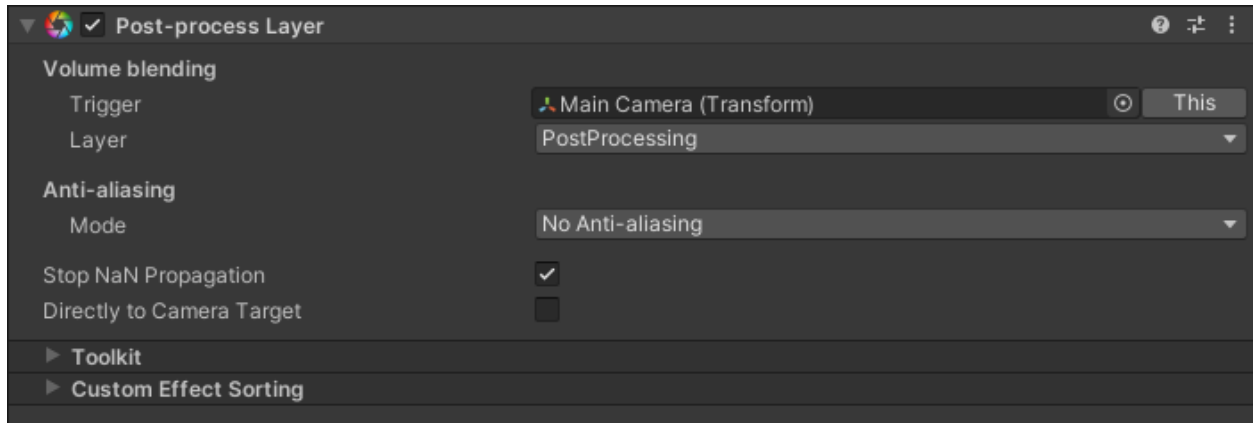 Post-process Layer
Volume blending
Trigger Main Camera (Transform) This
Layer PostProcessing
Anti-aliasing
Mode No Anti-aliasing
Stop NaN Propagation
Directly to Camera Target
Toolkit
Custom Effect Sorting